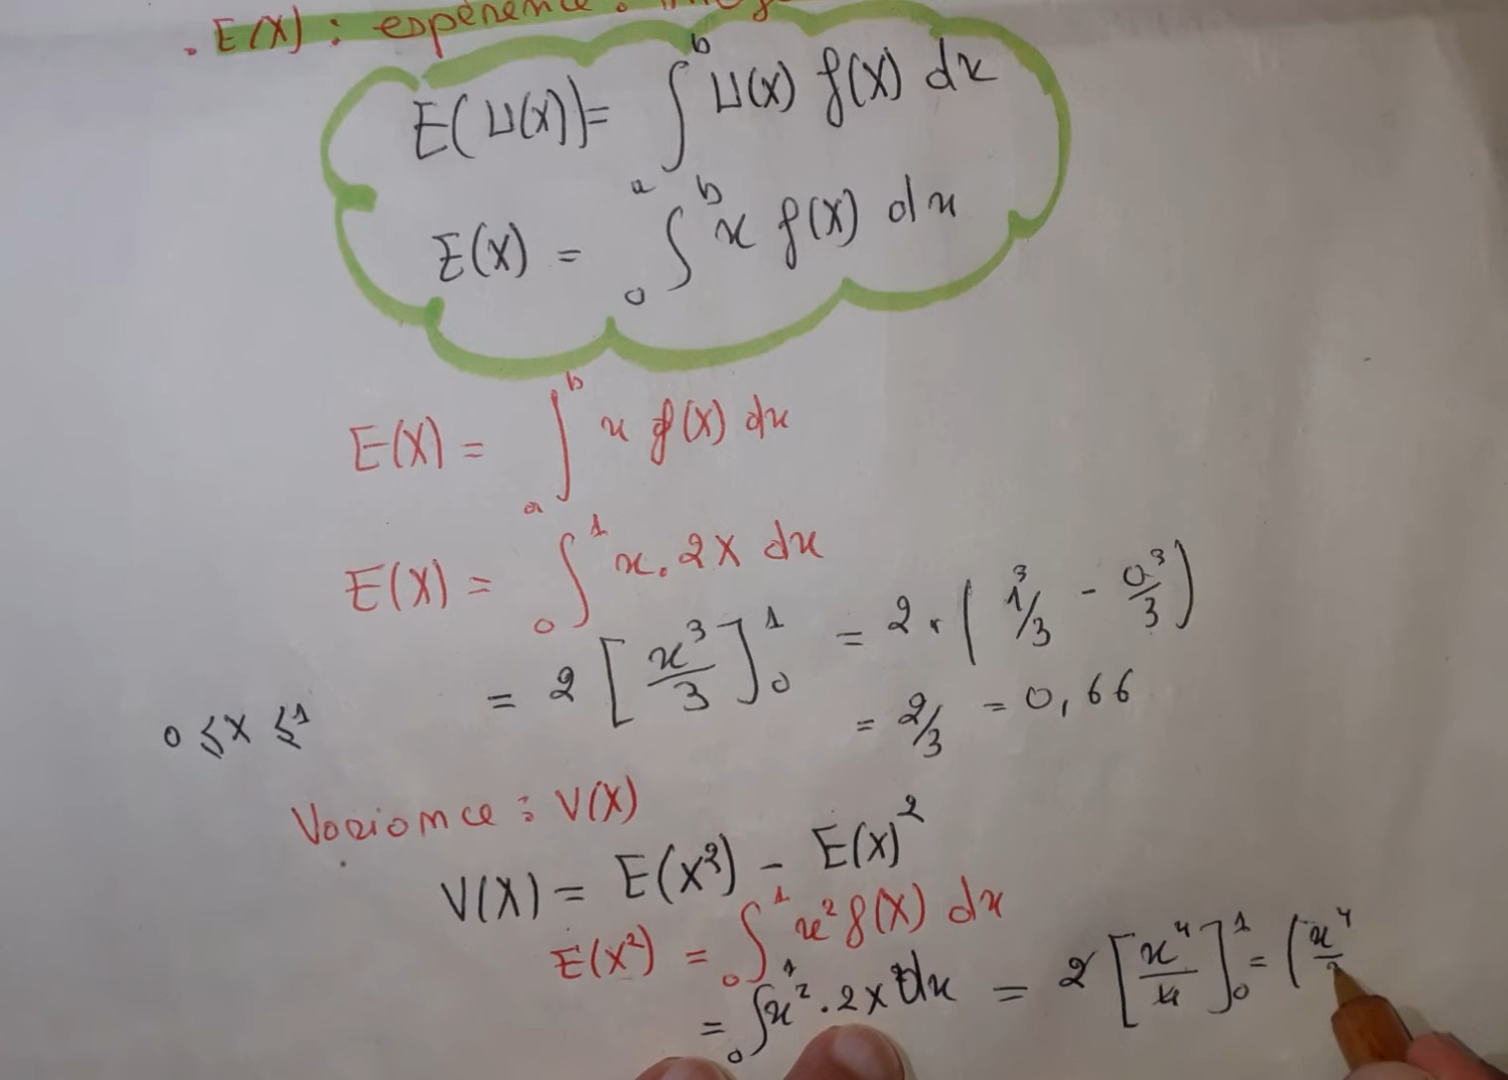 . E(X) : espérence :
E(U(X)) = ∫ₐᵇ U(x) f(x) dx
E(X) = ∫₀ᵇ x f(x) dx
E(X) = ∫ₐᵇ x f(x) dx
E(X) = ∫₀¹ x. 2x dx
= 2 [x³/3]₀¹ = 2 . (1³/3 - 0³/3)
0 ≤ X ≤ 1
= 2/3 = 0,66
Variance : V(X)
V(X) = E(X²) - E(X)²
E(X²) = ∫₀¹ x² f(x) dx
= ∫₀¹ x² . 2x dx = 2 [x⁴/4]₀¹ = (x⁴